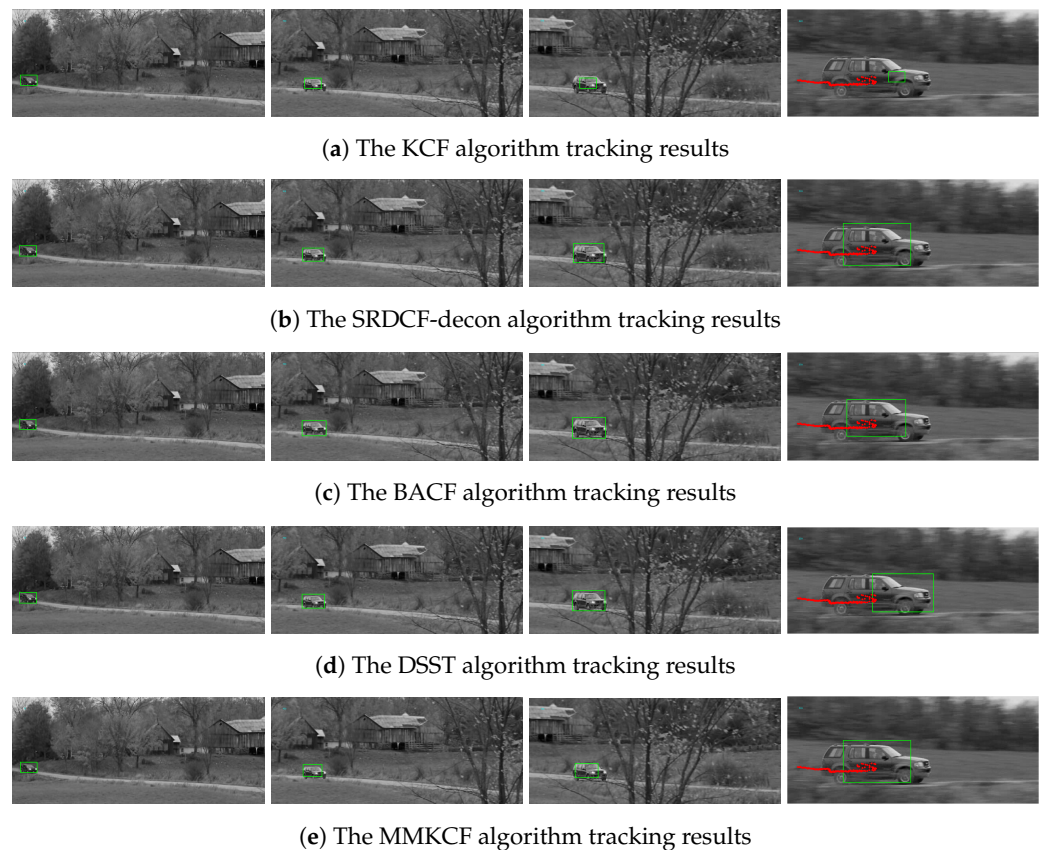 (a) The KCF algorithm tracking results
(b) The SRDCF-decon algorithm tracking results
(c) The BACF algorithm tracking results
(d) The DSST algorithm tracking results
(e) The MMKCF algorithm tracking results